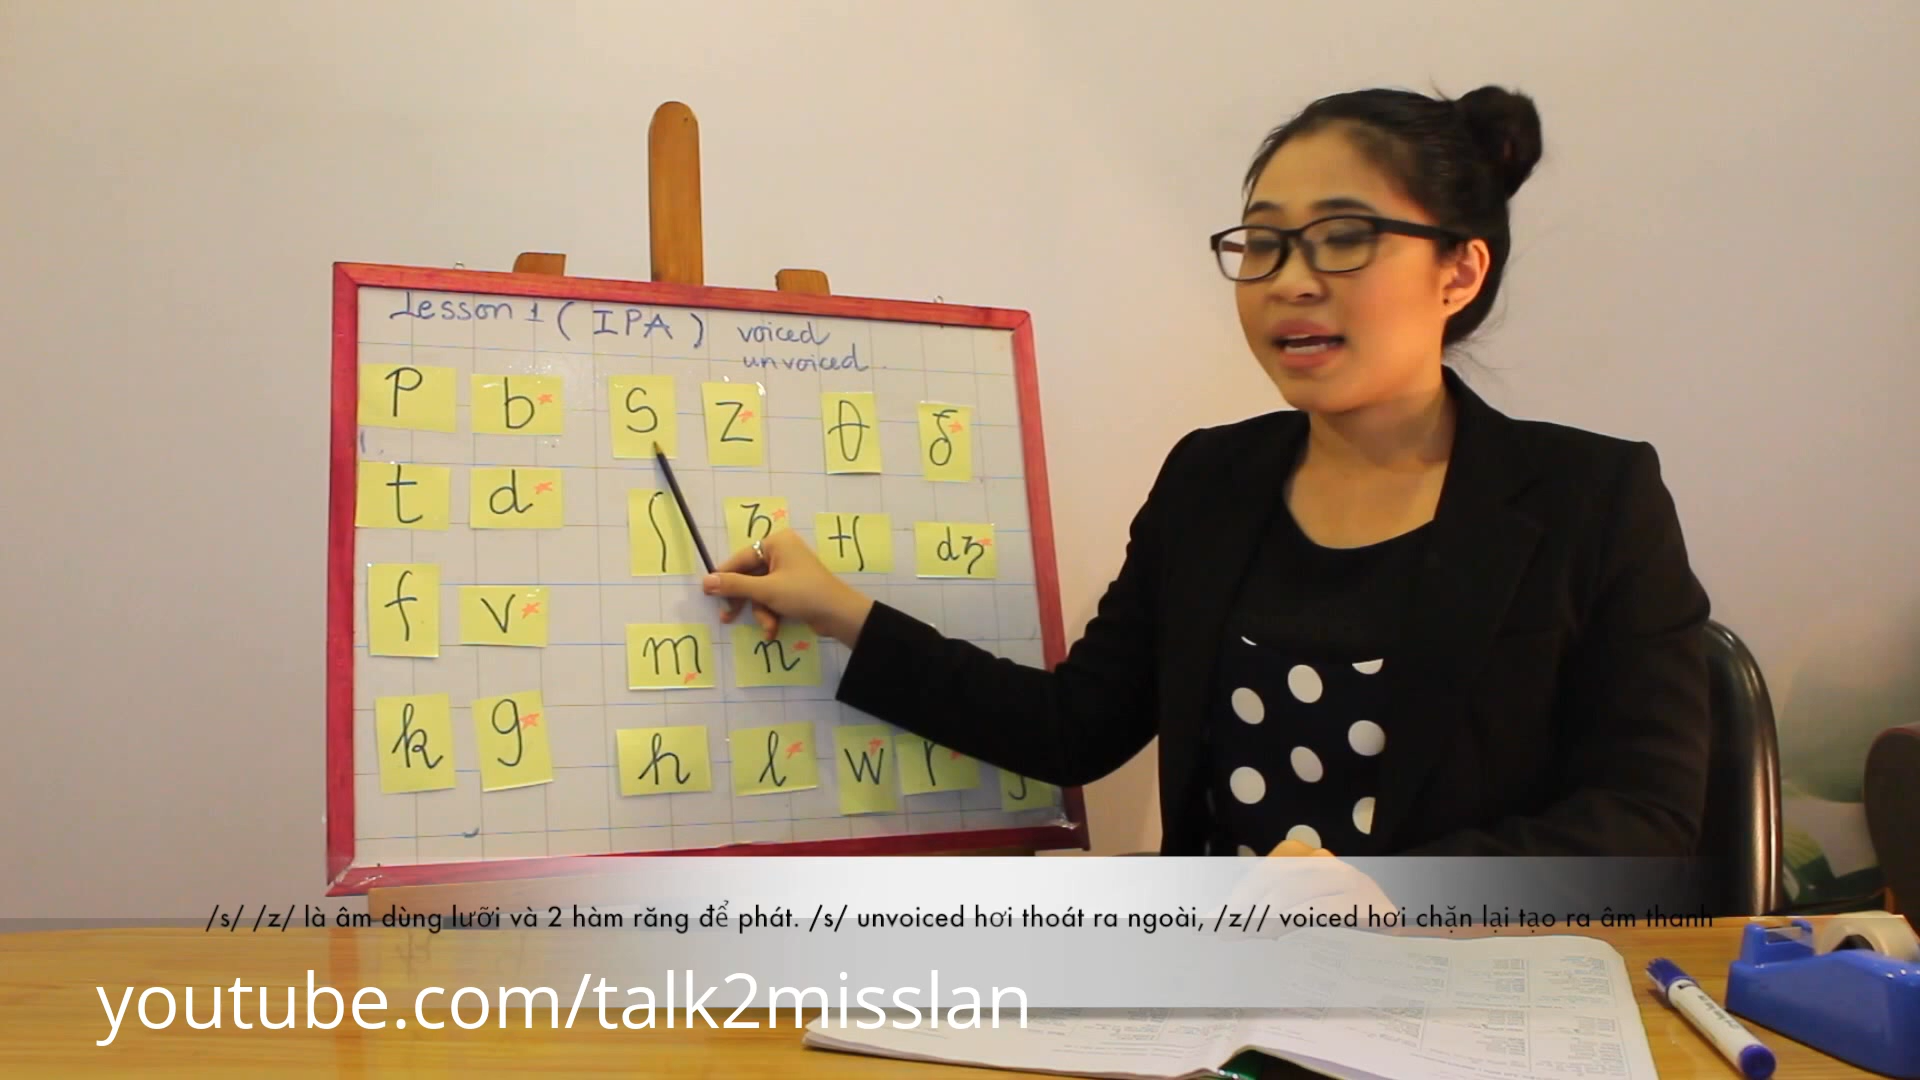 Lesson 1 ( IPA ) voiced
unvoiced
p b s z θ ð
t d ʃ ʒ tʃ dʒ
f v
m n
k g h l w r
/s/ /z/ là âm dùng lưỡi và 2 hàm răng để phát. /s/ unvoiced hơi thoát ra ngoài, /z// voiced hơi chặn lại tạo ra âm thanh
youtube.com/talk2misslan